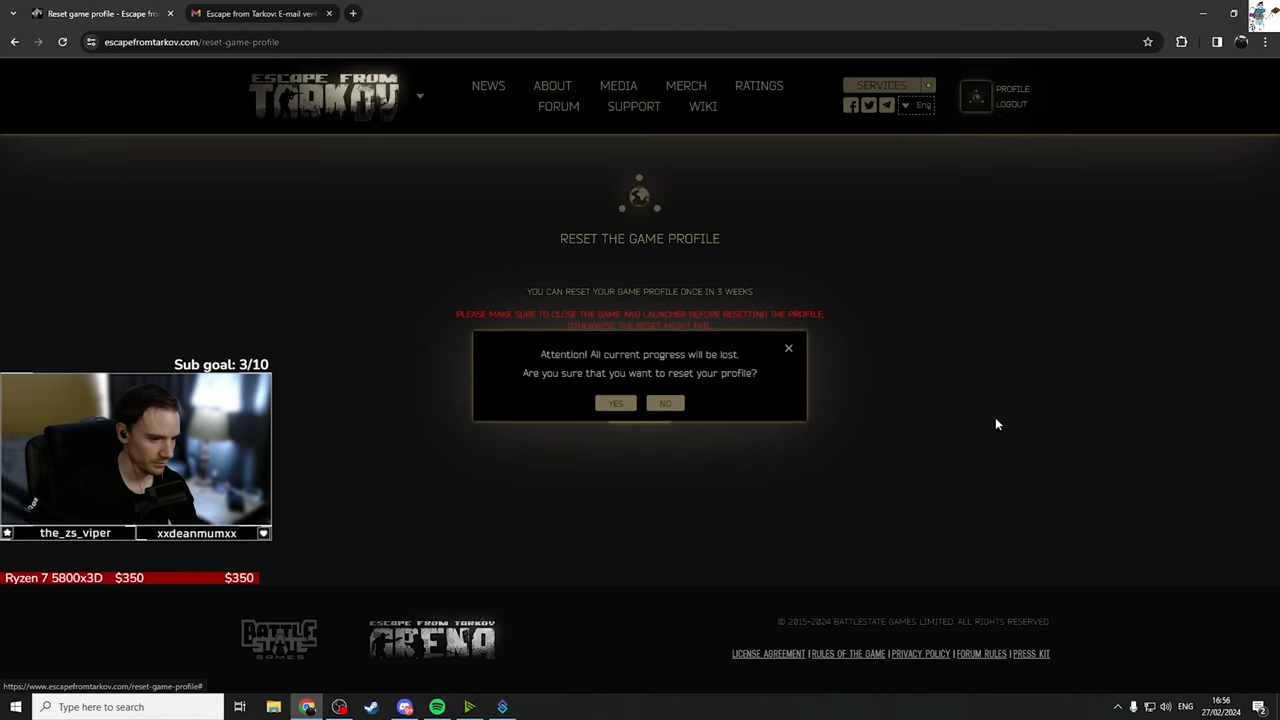 Reset game profile - Escape fro
Escape from Tarkov: E-mail veri
escapefromtarkov.com/reset-game-profile
ESCAPE FROM
TARKOV
NEWS
ABOUT
MEDIA
MERCH
RATINGS
FORUM
SUPPORT
WIKI
SERVICES
Eng
PROFILE
LOGOUT
RESET THE GAME PROFILE
YOU CAN RESET YOUR GAME PROFILE ONCE IN 3 WEEKS
PLEASE MAKE SURE TO CLOSE THE GAME AND LAUNCHER BEFORE RESETTING THE PROFILE,
OTHERWISE THE RESET MIGHT FAIL
Attention! All current progress will be lost.
Are you sure that you want to reset your profile?
YES
NO
Sub goal: 3/10
the_zs_viper
xxdeanmumxx
Ryzen 7 5800x3D $350 $350
BATTLE
STATE
GAMES
ESCAPE FROM TARKOV
ARENA
© 2015-2024 BATTLESTATE GAMES LIMITED. ALL RIGHTS RESERVED.
LICENSE AGREEMENT | RULES OF THE GAME | PRIVACY POLICY | FORUM RULES | PRESS KIT
https://www.escapefromtarkov.com/reset-game-profile#
Type here to search
ENG
16:56
27/02/2024
2